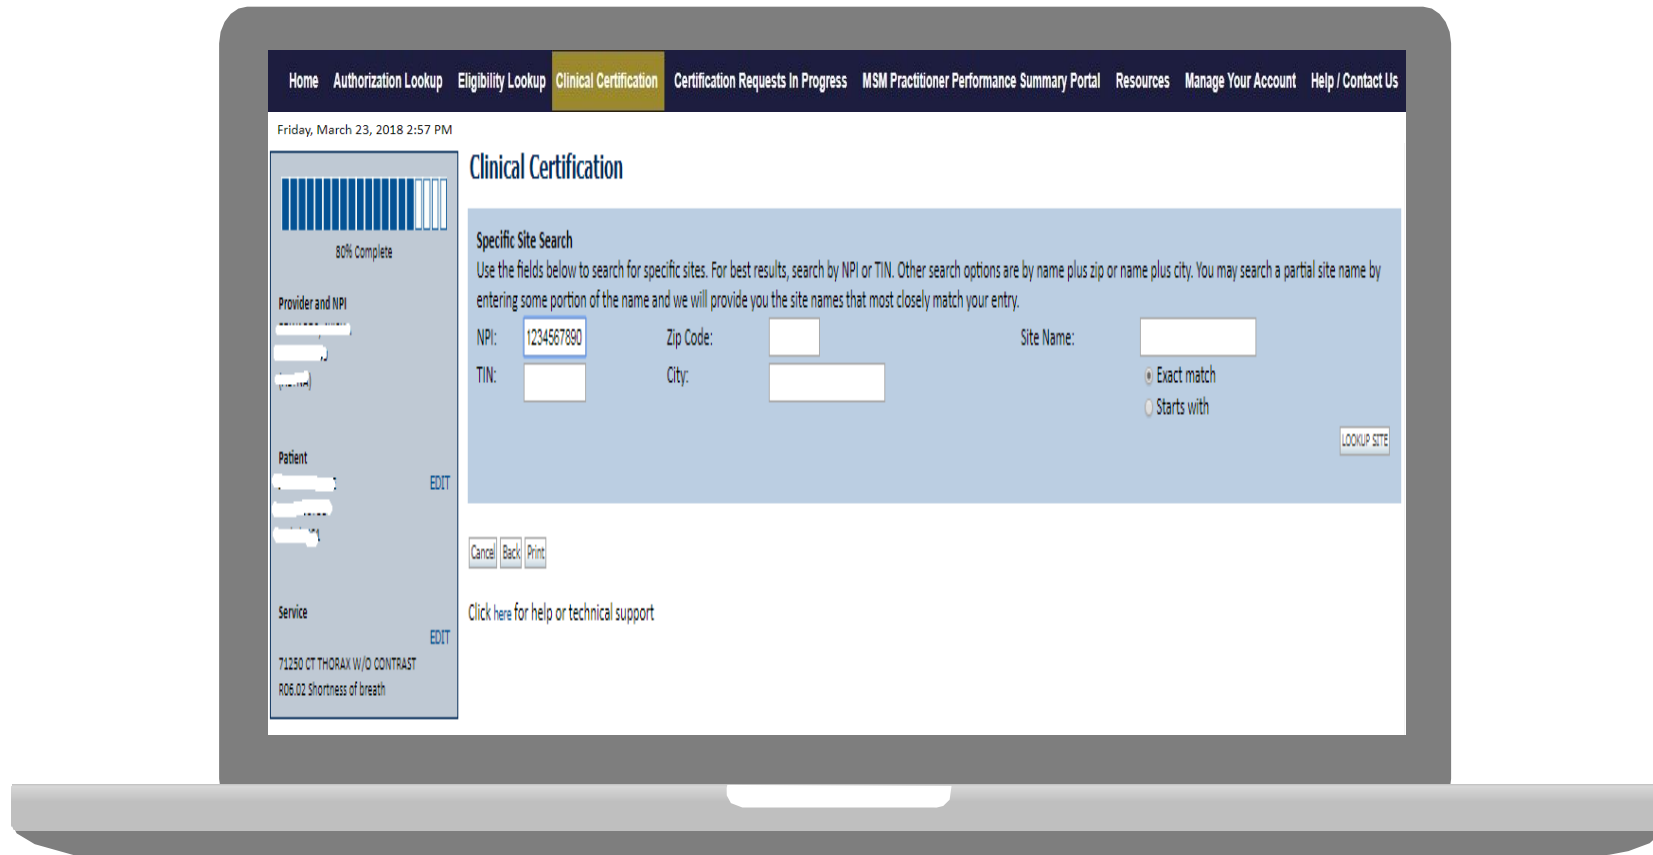 Home Authorization Lookup Eligibility Lookup Clinical Certification Certification Requests In Progress MSM Practitioner Performance Summary Portal Resources Manage Your Account Help / Contact Us
Friday, March 23, 2018 2:57 PM
80% Complete
Provider and NPI
Patient
EDIT
Service
EDIT
71250 CT THORAX W/O CONTRAST
R06.02 Shortness of breath
Clinical Certification
Specific Site Search
Use the fields below to search for specific sites. For best results, search by NPI or TIN. Other search options are by name plus zip or name plus city. You may search a partial site name by
entering some portion of the name and we will provide you the site names that most closely match your entry.
NPI: 1234567890 Zip Code: Site Name:
TIN: City: Exact match
Starts with
LOOKUP SITE
Cancel Back Print
Click here for help or technical support